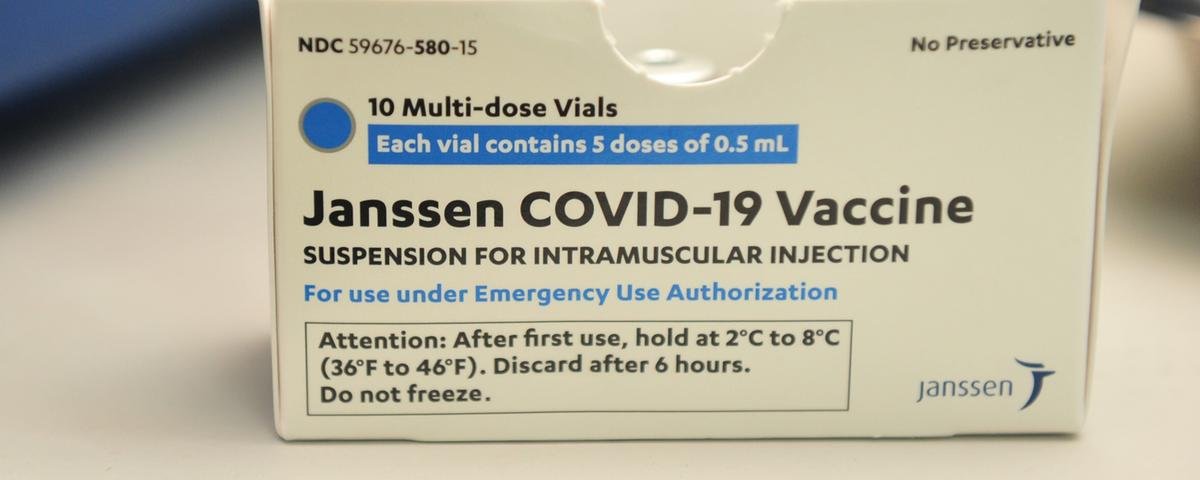 NDC 59676-580-15
No Preservative
10 Multi-dose Vials
Each vial contains 5 doses of 0.5 mL
Janssen COVID-19 Vaccine
SUSPENSION FOR INTRAMUSCULAR INJECTION
For use under Emergency Use Authorization
Attention: After first use, hold at 2°C to 8°C
(36°F to 46°F). Discard after 6 hours.
Do not freeze.
janssen